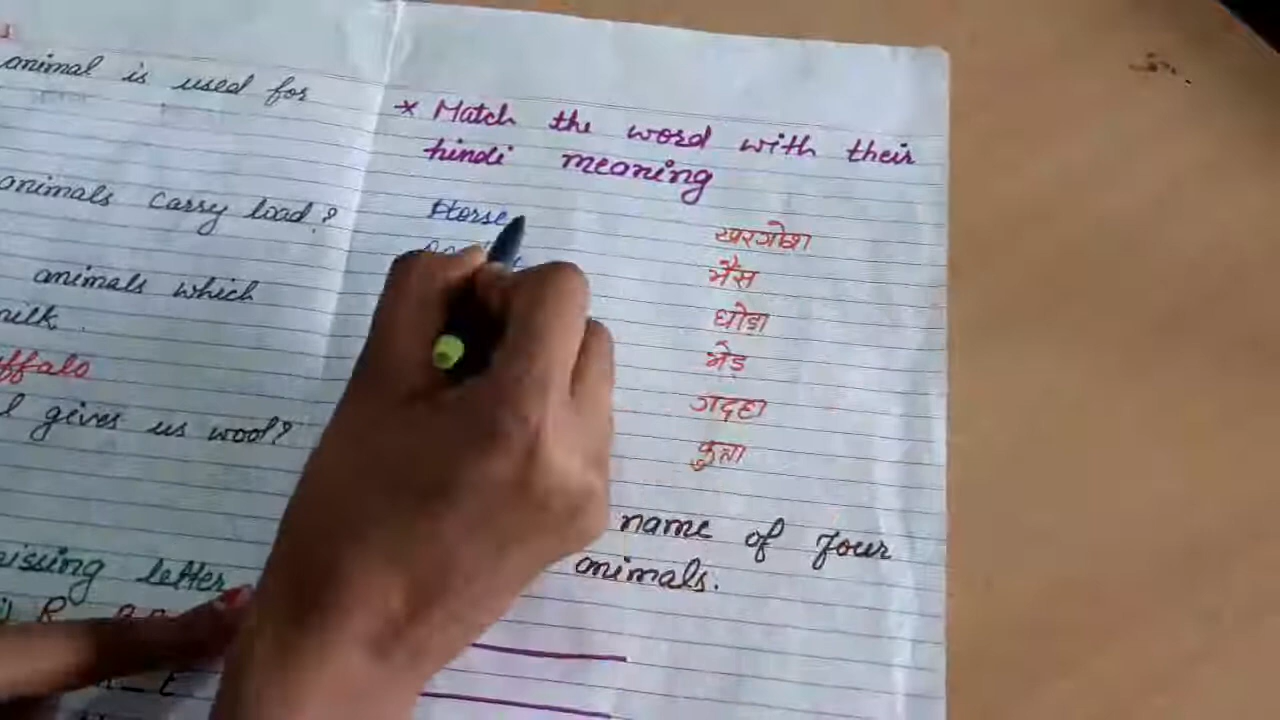 animal is used for
animals carry load?
animals which
milk.
ffalo
gives us wool?
issing letter
* Match the word with their
hindi meaning
Horse
खरगोश
भैंस
घोड़ा
भेड़
गदहा
कुत्ता
name of four
animals.